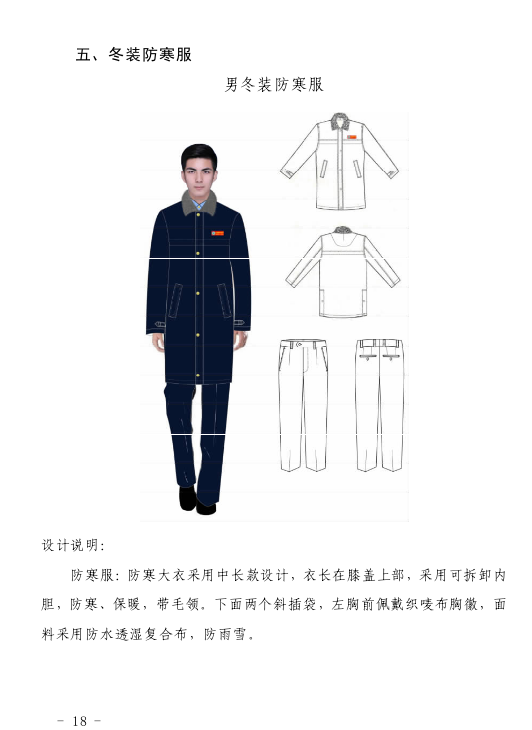 五、冬装防寒服
男冬装防寒服
设计说明：
防寒服：防寒大衣采用中长款设计，衣长在膝盖上部，采用可拆卸内
胆，防寒、保暖，带毛领。下面两个斜插袋，左胸前佩戴织唛布胸徽，面
料采用防水透湿复合布，防雨雪。
- 18 -